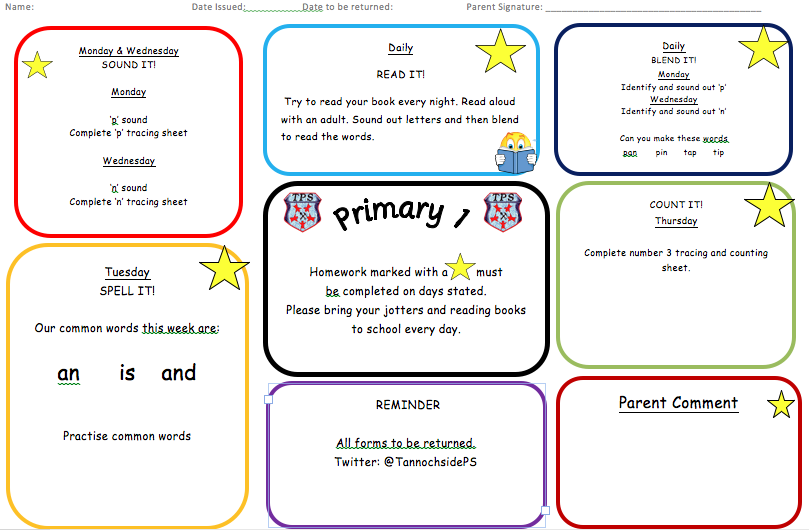 Name: Date Issued: Date to be returned: Parent Signature:
Monday & Wednesday
SOUND IT!
Monday
'p' sound
Complete 'p' tracing sheet
Wednesday
'n' sound
Complete 'n' tracing sheet
Daily
READ IT!
Try to read your book every night. Read aloud
with an adult. Sound out letters and then blend
to read the words.
Daily
BLEND IT!
Monday
Identify and sound out 'p'
Wednesday
Identify and sound out 'n'
Can you make these words
pan pin tap tip
TPS Primary 1 TPS
Homework marked with a must
be completed on days stated.
Please bring your jotters and reading books
to school every day.
COUNT IT!
Thursday
Complete number 3 tracing and counting
sheet.
Tuesday
SPELL IT!
Our common words this week are:
an is and
Practise common words
REMINDER
All forms to be returned.
Twitter: @TannochsidePS
Parent Comment